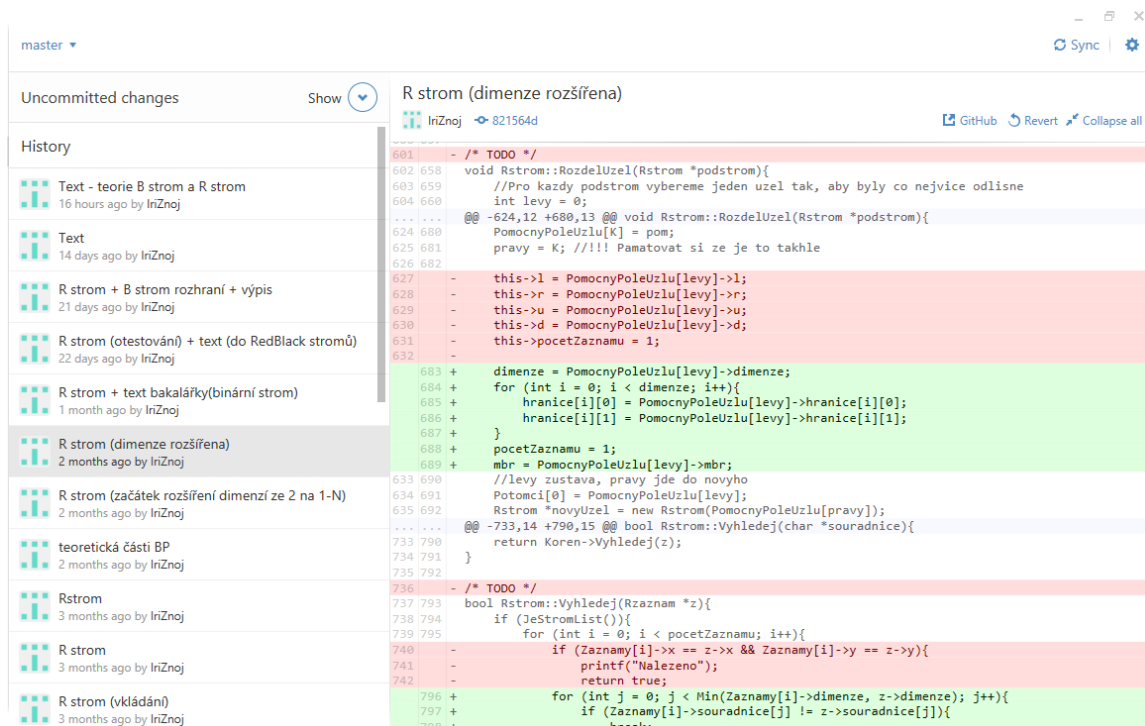 master
Sync
Uncommitted changes
Show
History
Text - teorie B strom a R strom
16 hours ago by IriZnoj
Text
14 days ago by IriZnoj
R strom + B strom rozhraní + výpis
21 days ago by IriZnoj
R strom (otestování) + text (do RedBlack stromů)
22 days ago by IriZnoj
R strom + text bakalářky(binární strom)
1 month ago by IriZnoj
R strom (dimenze rozšířena)
2 months ago by IriZnoj
R strom (začátek rozšíření dimenzí ze 2 na 1-N)
2 months ago by IriZnoj
teoretická části BP
2 months ago by IriZnoj
Rstrom
3 months ago by IriZnoj
R strom
3 months ago by IriZnoj
R strom (vkládání)
3 months ago by IriZnoj
R strom (dimenze rozšířena)
IriZnoj 821564d GitHub Revert Collapse all
601 - /* TODO */
602 658 void Rstrom::RozdelUzel(Rstrom *podstrom){
603 659 //Pro kazdy podstrom vybereme jeden uzel tak, aby byly co nejvice odlisne
604 660 int levy = 0;
... ... @@ -624,12 +680,13 @@ void Rstrom::RozdelUzel(Rstrom *podstrom){
624 680 PomocnyPoleUzlu[K] = pom;
625 681 pravy = K; //!!! Pamatovat si ze je to takhle
626 682
627 - this->l = PomocnyPoleUzlu[levy]->l;
628 - this->r = PomocnyPoleUzlu[levy]->r;
629 - this->u = PomocnyPoleUzlu[levy]->u;
630 - this->d = PomocnyPoleUzlu[levy]->d;
631 - this->pocetZaznamu = 1;
632 -
683 + dimenze = PomocnyPoleUzlu[levy]->dimenze;
684 + for (int i = 0; i < dimenze; i++){
685 + hranice[i][0] = PomocnyPoleUzlu[levy]->hranice[i][0];
686 + hranice[i][1] = PomocnyPoleUzlu[levy]->hranice[i][1];
687 + }
688 + pocetZaznamu = 1;
689 + mbr = PomocnyPoleUzlu[levy]->mbr;
633 690 //levy zustava, pravy jde do novyho
634 691 Potomci[0] = PomocnyPoleUzlu[levy];
635 692 Rstrom *novyUzel = new Rstrom(PomocnyPoleUzlu[pravy]);
... ... @@ -733,14 +790,15 @@ bool Rstrom::Vyhledej(char *souradnice){
733 790 return Koren->Vyhledej(z);
734 791 }
735 792
736 - /* TODO */
737 793 bool Rstrom::Vyhledej(Rzaznam *z){
738 794 if (JeStromList()){
739 795 for (int i = 0; i < pocetZaznamu; i++){
740 - if (Zaznamy[i]->x == z->x && Zaznamy[i]->y == z->y){
741 - printf("Nalezeno");
742 - return true;
796 + for (int j = 0; j < Min(Zaznamy[i]->dimenze, z->dimenze); j++){
797 + if (Zaznamy[i]->souradnice[j] != z->souradnice[j]){